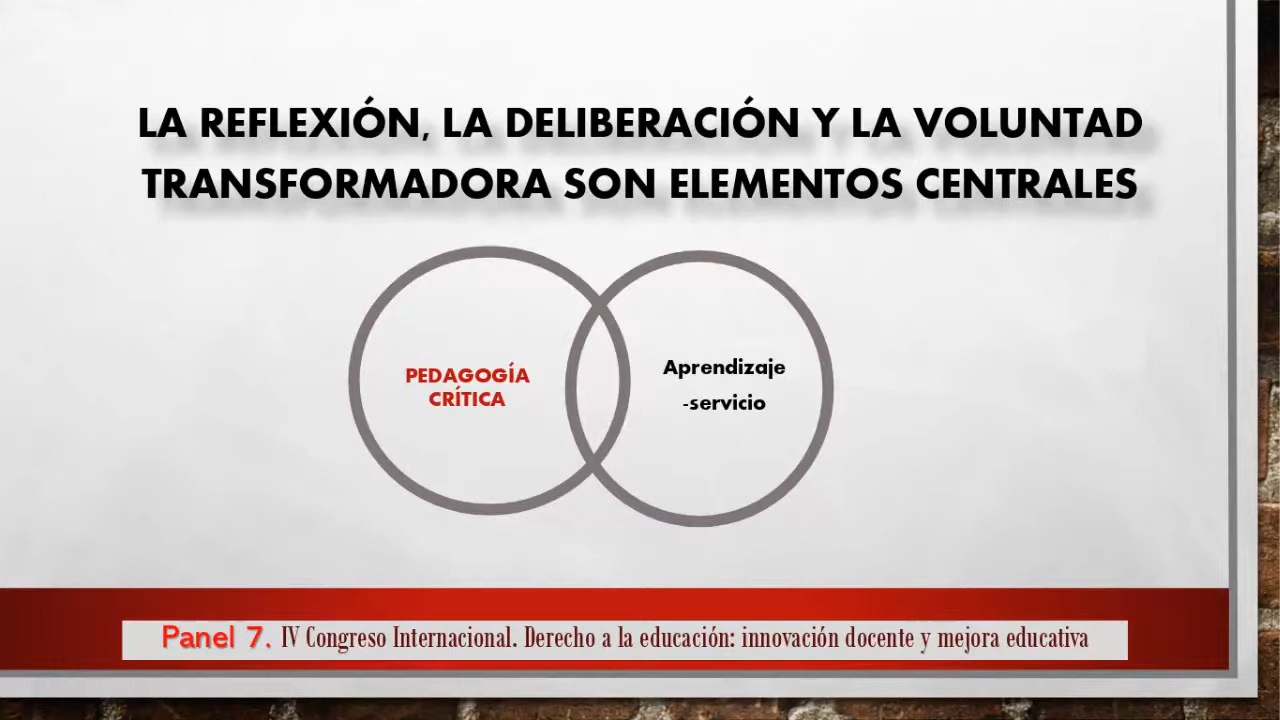 LA REFLEXIÓN, LA DELIBERACIÓN Y LA VOLUNTAD
TRANSFORMADORA SON ELEMENTOS CENTRALES
PEDAGOGÍA
CRÍTICA
Aprendizaje
-servicio
Panel 7. IV Congreso Internacional. Derecho a la educación: innovación docente y mejora educativa